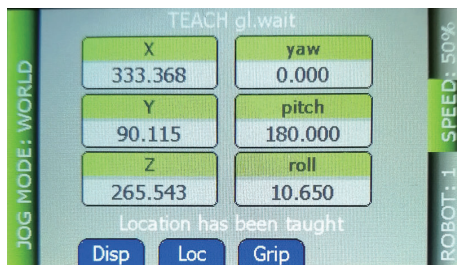 TEACH gl.wait
X yaw
333.368 0.000
Y pitch
90.115 180.000
Z roll
265.543 10.650
Location has been taught
Disp Loc Grip
JOG MODE: WORLD
SPEED: 50%
ROBOT: 1